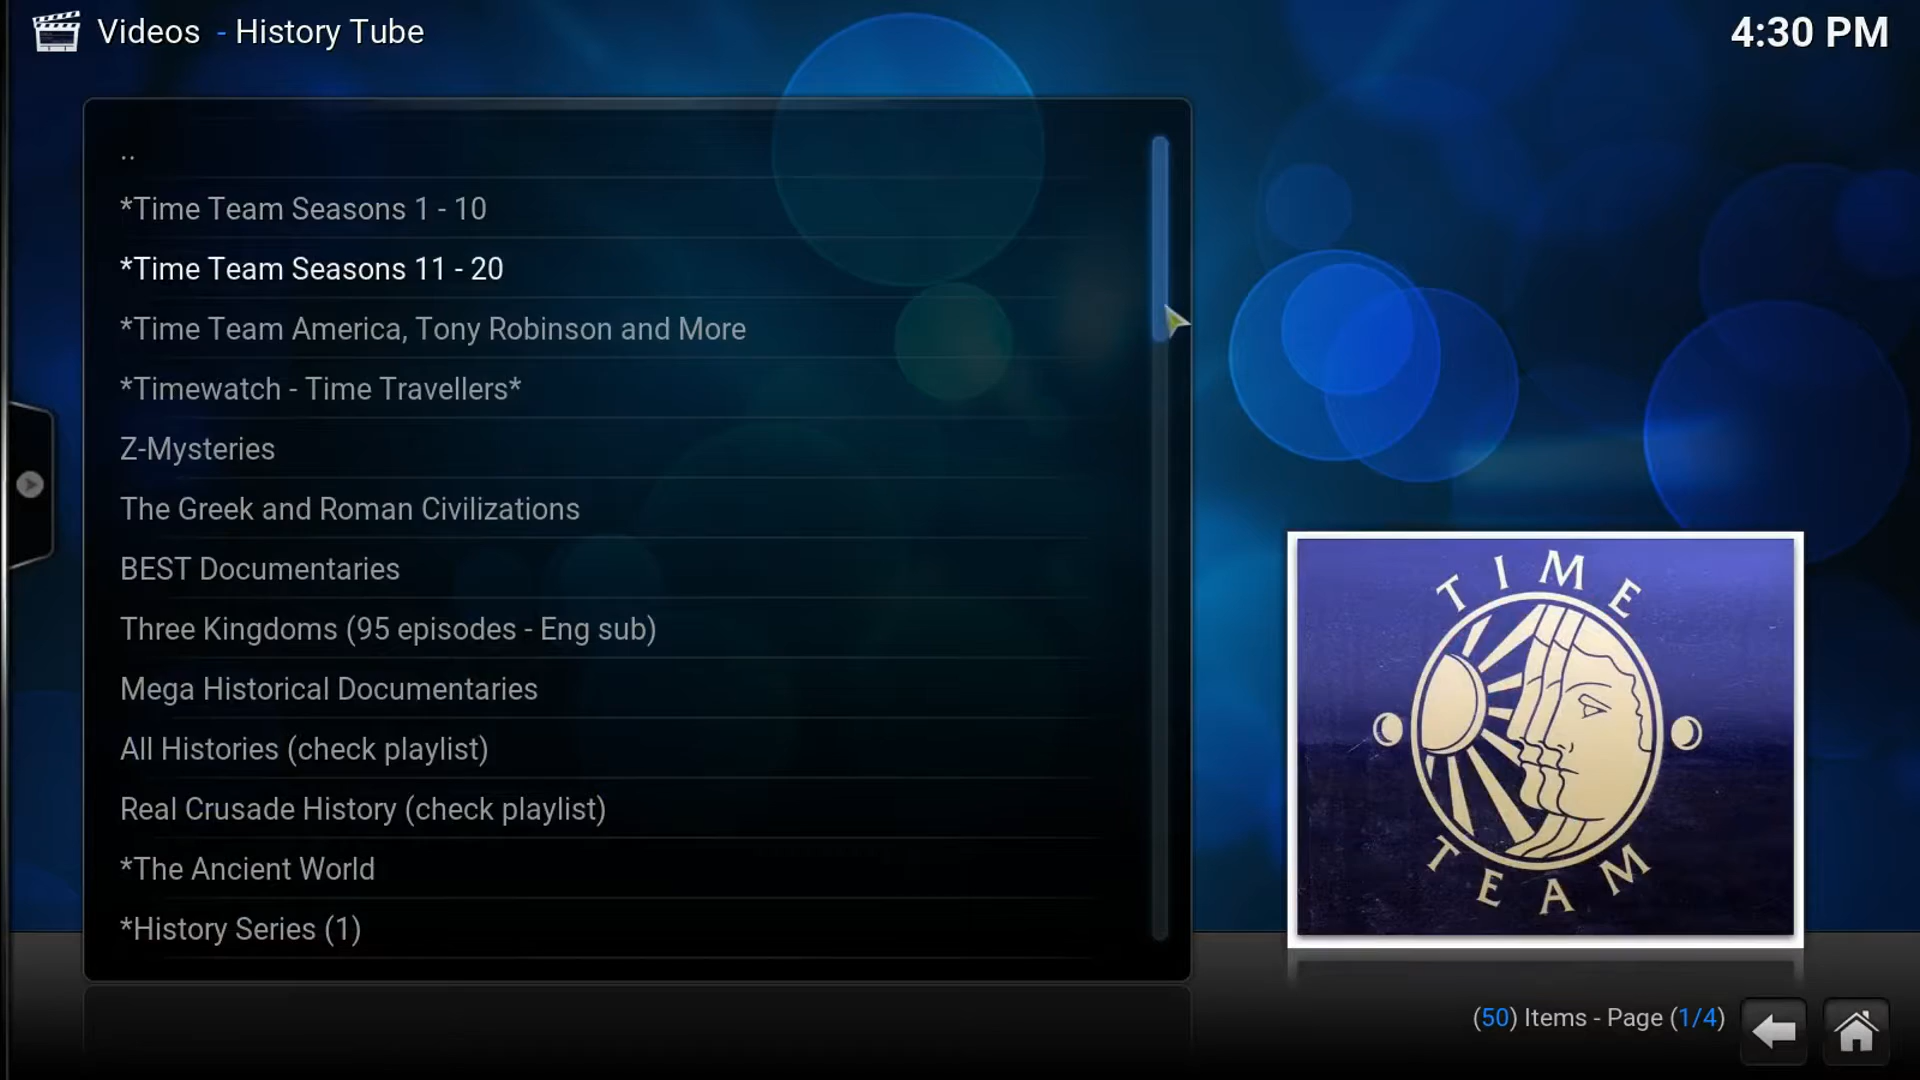 Videos - History Tube
4:30 PM
..
*Time Team Seasons 1 - 10
*Time Team Seasons 11 - 20
*Time Team America, Tony Robinson and More
*Timewatch - Time Travellers*
Z-Mysteries
The Greek and Roman Civilizations
BEST Documentaries
Three Kingdoms (95 episodes - Eng sub)
Mega Historical Documentaries
All Histories (check playlist)
Real Crusade History (check playlist)
*The Ancient World
*History Series (1)
TIME
TEAM
(50) Items - Page (1/4)